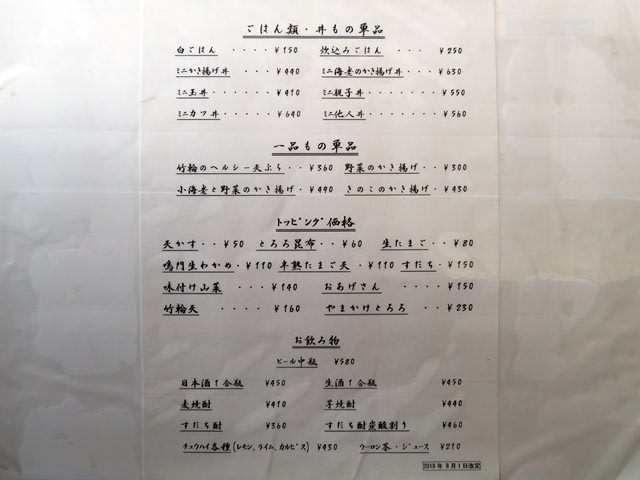 ごはん類・丼もの単品
白ごはん ・・・・ ¥150 炊込みごはん ・・・ ¥250
ミニかき揚げ丼 ・・・・ ¥440 ミニ海老のかき揚げ丼 ・・・ ¥630
ミニ玉丼・・・・・・ ¥410 ミニ親子丼 ・・・・・・ ¥550
ミニカツ丼 ・・・・・ ¥640 ミニ他人丼 ・・・・・・ ¥560
一品もの単品
竹輪のヘルシー天ぷら・・ ¥360 野菜のかき揚げ・・・ ¥300
小海老と野菜のかき揚げ・ ¥490 きのこのかき揚げ・ ¥430
トッピング価格
天かす・・ ¥50 とろろ昆布・・ ¥60 生たまご・・ ¥80
鳴門生わかめ・ ¥110 半熟たまご天 ・ ¥110 すだち・ ¥150
味付け山菜 ・・・ ¥140 おあげさん ・・・・ ¥150
竹輪天 ・・・・ ¥160 やまかけとろろ ・・ ¥230
お飲み物
ビール中瓶 ¥580
日本酒1合瓶 ¥450 生酒1合瓶 ¥450
麦焼酎 ¥410 芋焼酎 ¥440
すだち酎 ¥360 すだち酎炭酸割り ¥460
チュウハイ各種(レモン、ライム、カルピス) ¥430 ウーロン茶・ジュース ¥210
2019年 8月1日改定